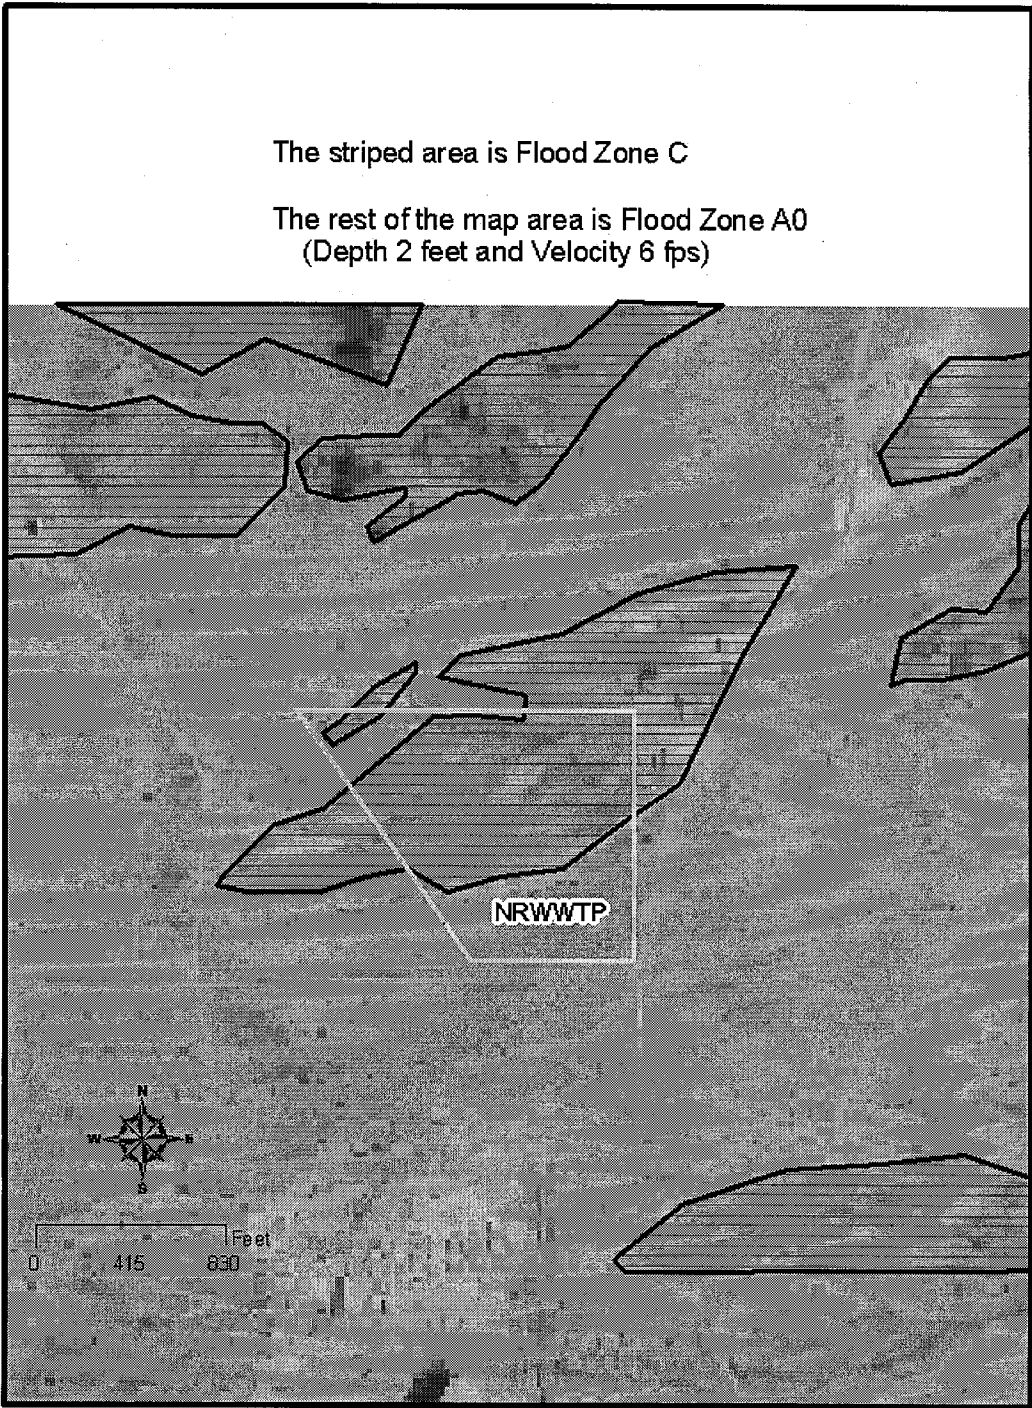 The striped area is Flood Zone C
The rest of the map area is Flood Zone A0
(Depth 2 feet and Velocity 6 fps)
NRWWTP
N
W E
S
Feet
0 415 830